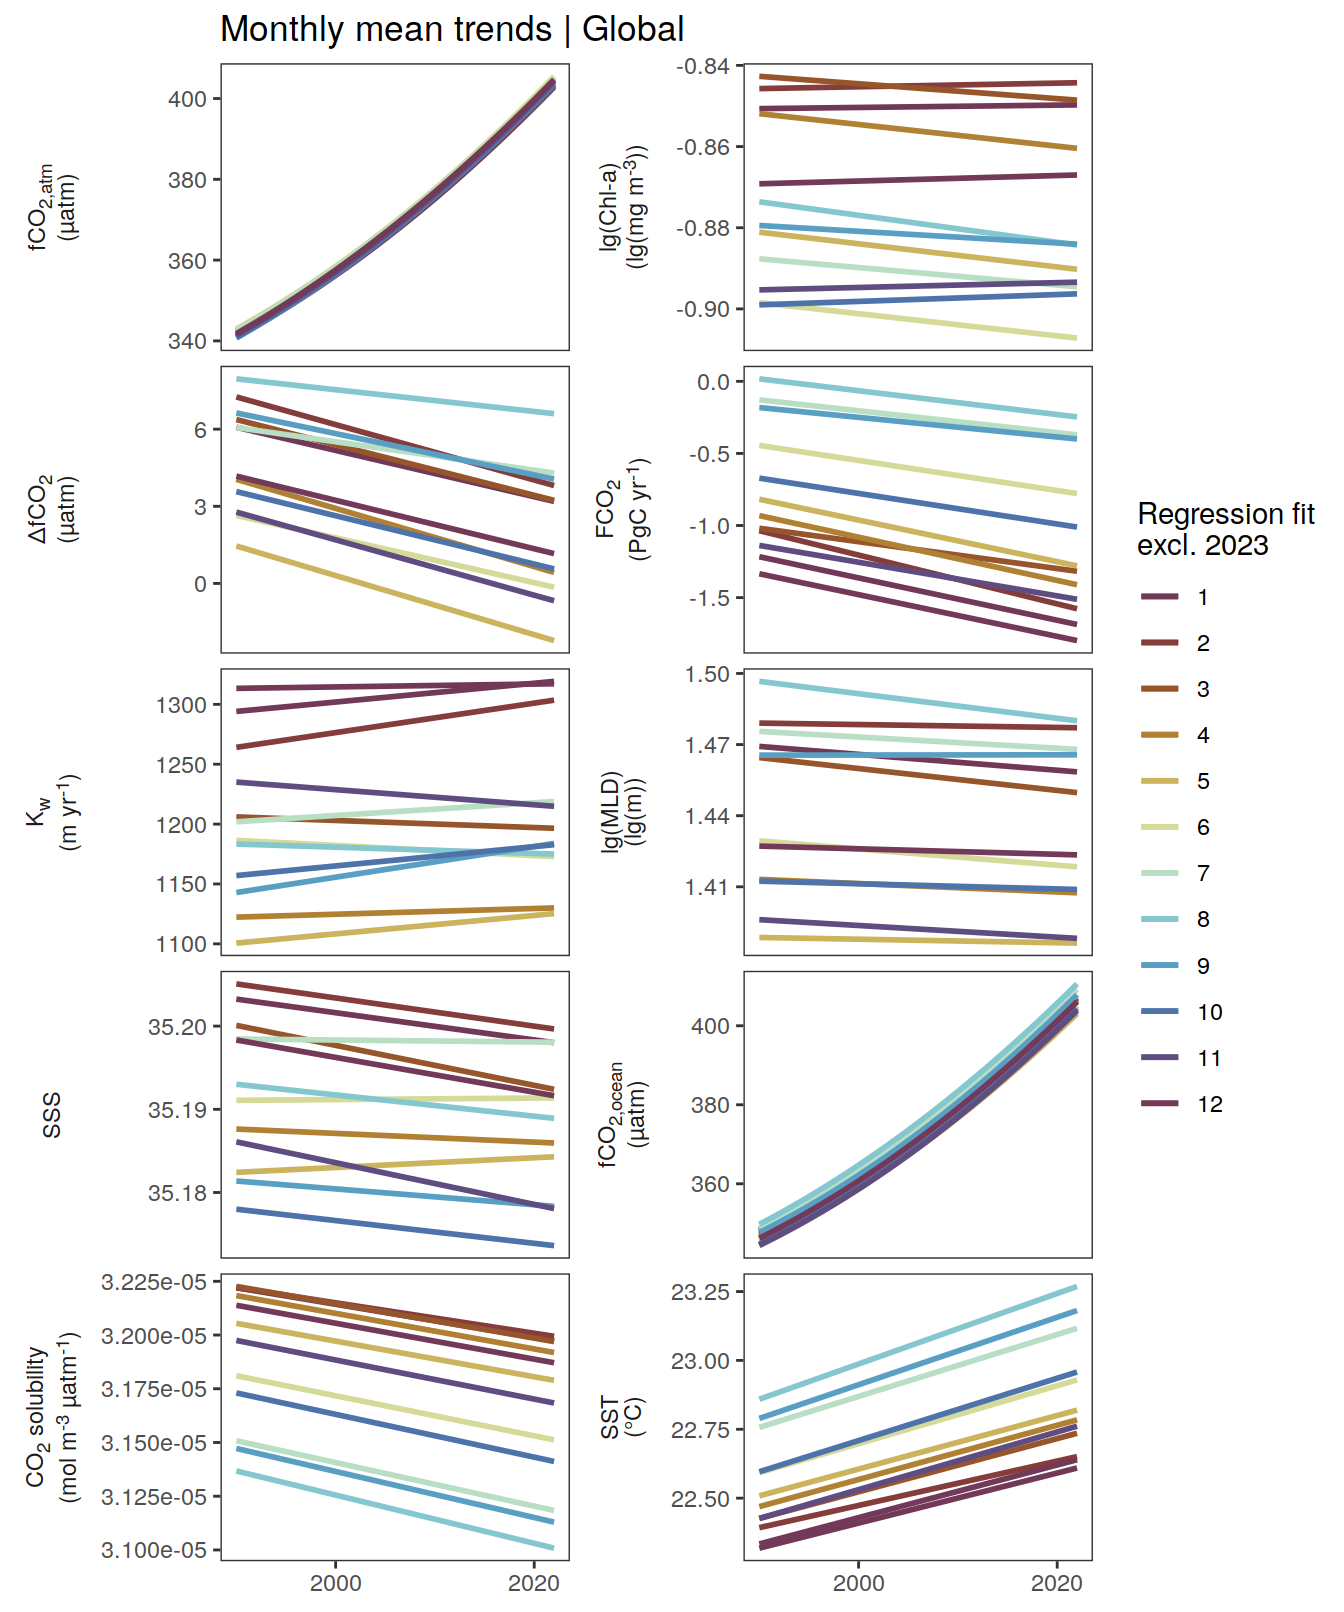 Monthly mean trends | Global
fCO2,atm
(µatm)
400
380
360
340
lg(Chl-a)
(lg(mg m-3))
-0.84
-0.86
-0.88
-0.90
ΔfCO2
(µatm)
6
3
0
FCO2
(PgC yr-1)
0.0
-0.5
-1.0
-1.5
Kw
(m yr-1)
1300
1250
1200
1150
1100
lg(MLD)
(lg(m))
1.50
1.47
1.44
1.41
SSS
35.20
35.19
35.18
fCO2,ocean
(µatm)
400
380
360
CO2 solubility
(mol m-3 µatm-1)
3.225e-05
3.200e-05
3.175e-05
3.150e-05
3.125e-05
3.100e-05
SST
(°C)
23.25
23.00
22.75
22.50
2000
2020
2000
2020
Regression fit
excl. 2023
1
2
3
4
5
6
7
8
9
10
11
12